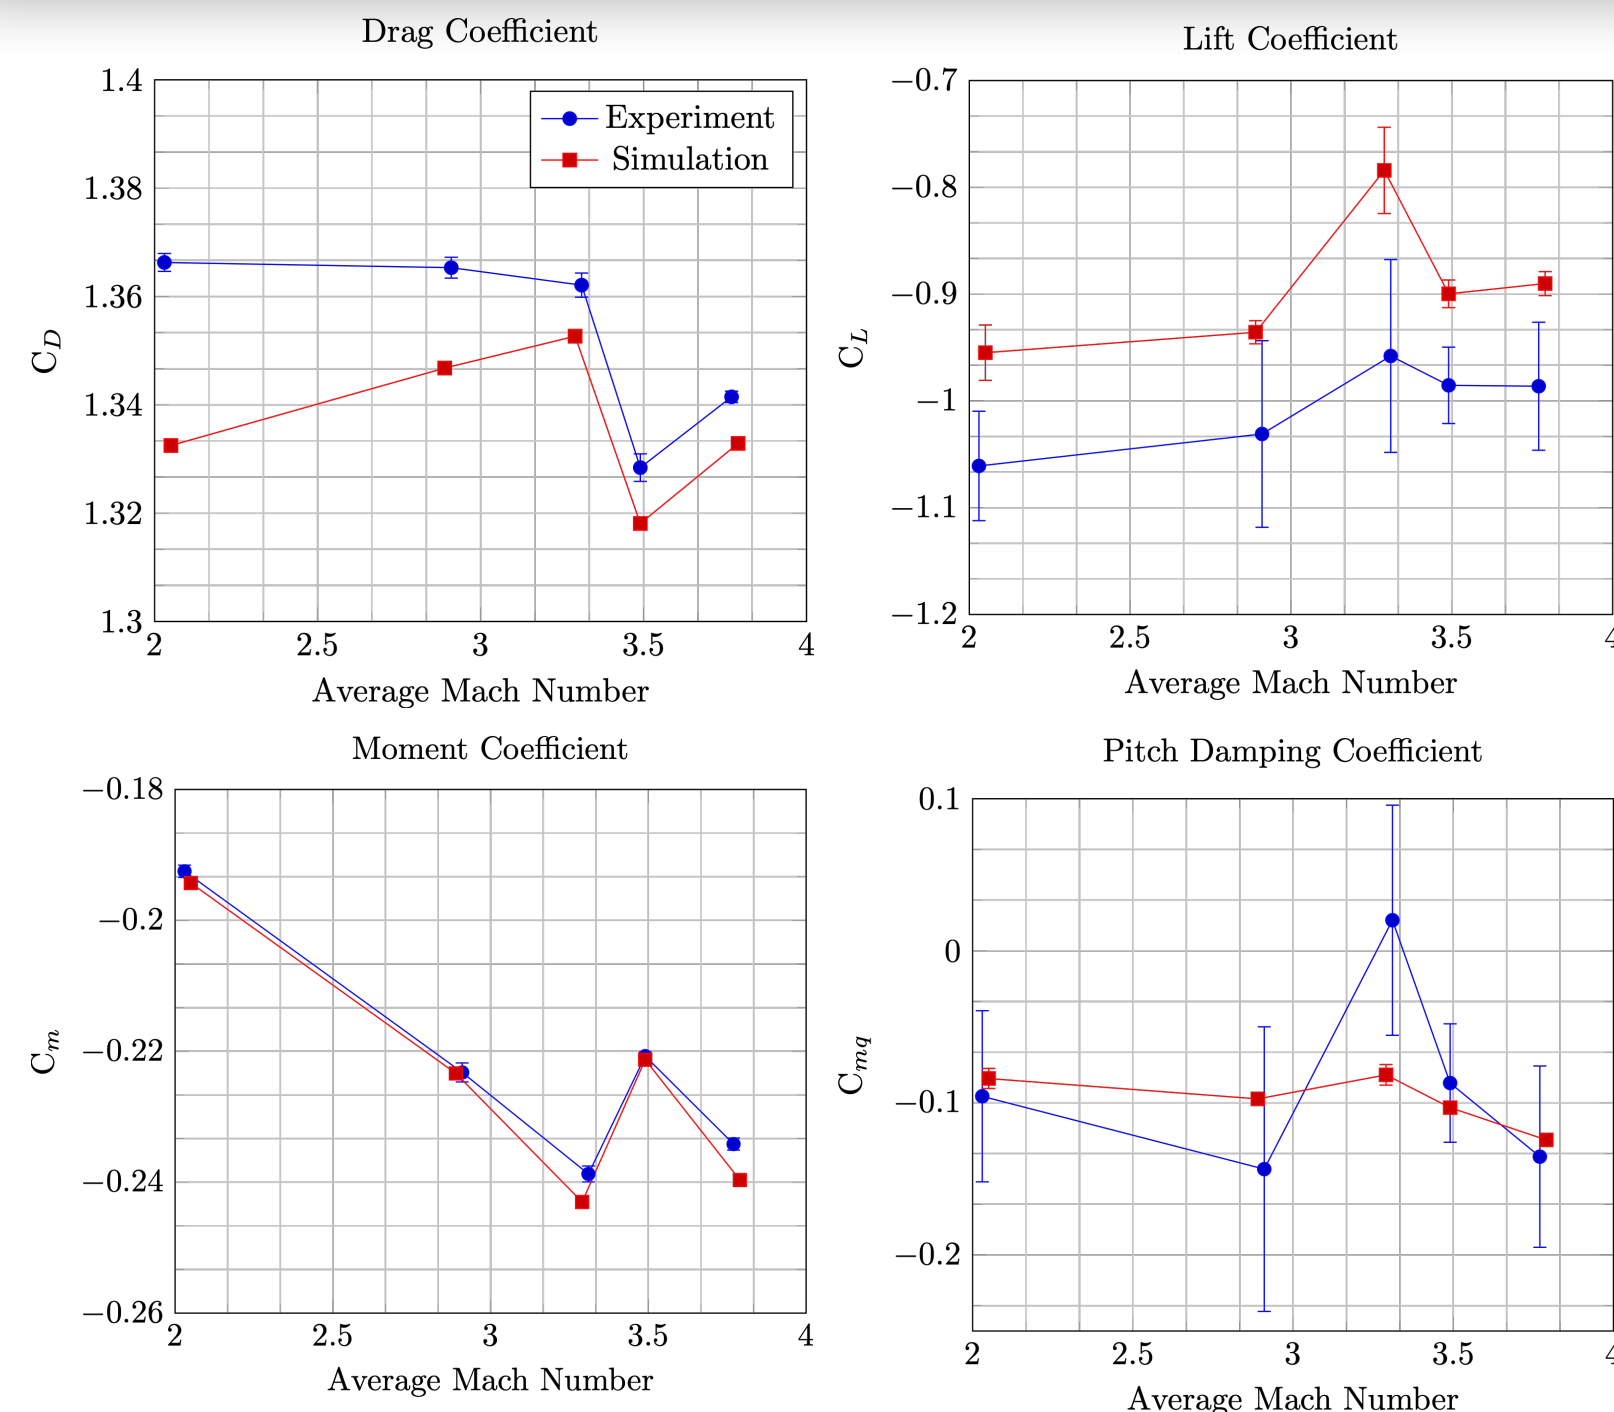 Drag Coefficient
1.4
1.38
1.36
1.34
1.32
1.3
C_D
Experiment
Simulation
2 2.5 3 3.5 4
Average Mach Number
Lift Coefficient
−0.7
−0.8
−0.9
−1
−1.1
−1.2
C_L
2 2.5 3 3.5 4
Average Mach Number
Moment Coefficient
−0.18
−0.2
−0.22
−0.24
−0.26
C_m
2 2.5 3 3.5 4
Average Mach Number
Pitch Damping Coefficient
0.1
0
−0.1
−0.2
C_mq
2 2.5 3 3.5 4
Average Mach Number